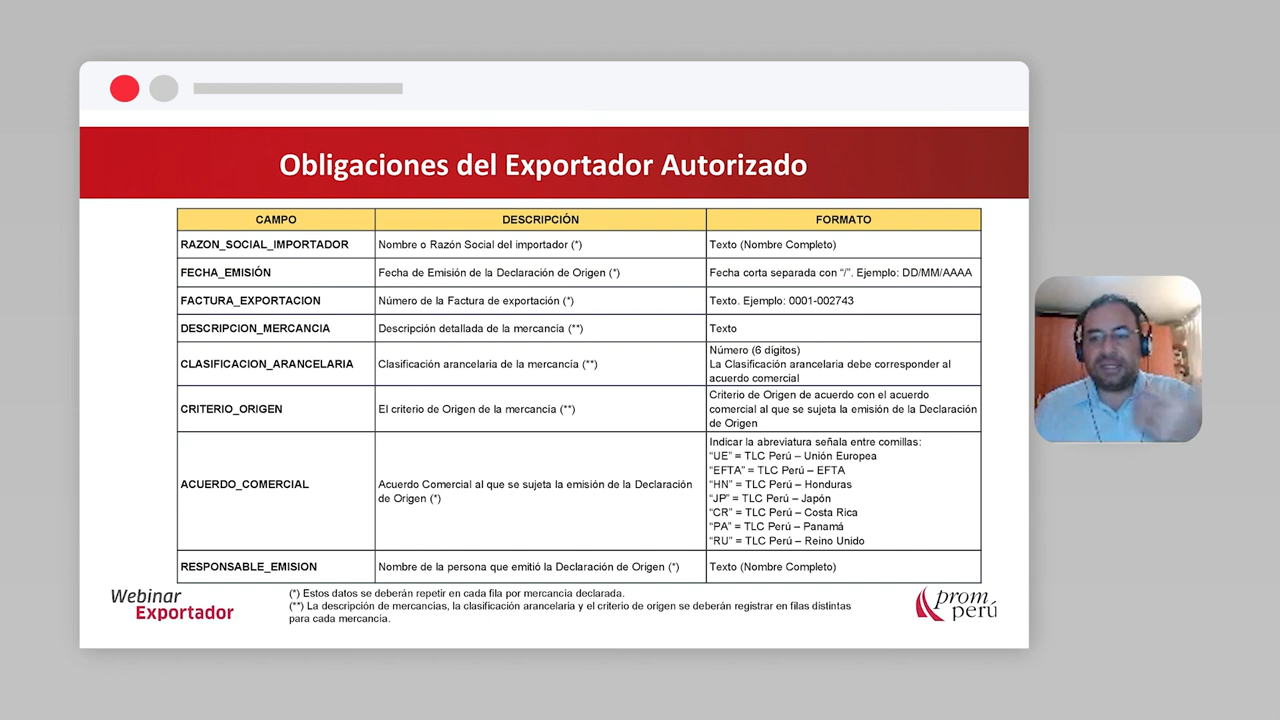 Obligaciones del Exportador Autorizado
CAMPO DESCRIPCIÓN FORMATO
RAZON_SOCIAL_IMPORTADOR Nombre o Razón Social del importador (*) Texto (Nombre Completo)
FECHA_EMISIÓN Fecha de Emisión de la Declaración de Origen (*) Fecha corta separada con “/”. Ejemplo: DD/MM/AAAA
FACTURA_EXPORTACION Número de la Factura de exportación (*) Texto. Ejemplo: 0001-002743
DESCRIPCION_MERCANCIA Descripción detallada de la mercancía (**) Texto
CLASIFICACION_ARANCELARIA Clasificación arancelaria de la mercancía (**) Número (6 dígitos)
La Clasificación arancelaria debe corresponder al
acuerdo comercial
CRITERIO_ORIGEN El criterio de Origen de la mercancía (**) Criterio de Origen de acuerdo con el acuerdo
comercial al que se sujeta la emisión de la Declaración
de Origen
ACUERDO_COMERCIAL Acuerdo Comercial al que se sujeta la emisión de la Declaración
de Origen (*)
Indicar la abreviatura señala entre comillas:
“UE” = TLC Perú – Unión Europea
“EFTA” = TLC Perú – EFTA
“HN” = TLC Perú – Honduras
“JP” = TLC Perú – Japón
“CR” = TLC Perú – Costa Rica
“PA” = TLC Perú – Panamá
“RU” = TLC Perú – Reino Unido
RESPONSABLE_EMISION Nombre de la persona que emitió la Declaración de Origen (*) Texto (Nombre Completo)
(*) Estos datos se deberán repetir en cada fila por mercancia declarada.
(**) La descripción de mercancias, la clasificación arancelaria y el criterio de origen se deberán registrar en filas distintas
para cada mercancía.
Webinar
Exportador
prom
perú